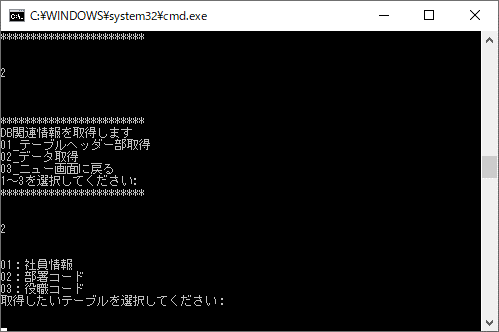 C:¥WINDOWS¥system32¥cmd.exe
************************
2
************************
DB関連情報を取得します
01_テーブルヘッダー部取得
02_データ取得
03_ニュー画面に戻る
1～3を選択してください:
************************
2
01：社員情報
02：部署コード
03：役職コード
取得したいテーブルを選択してください：